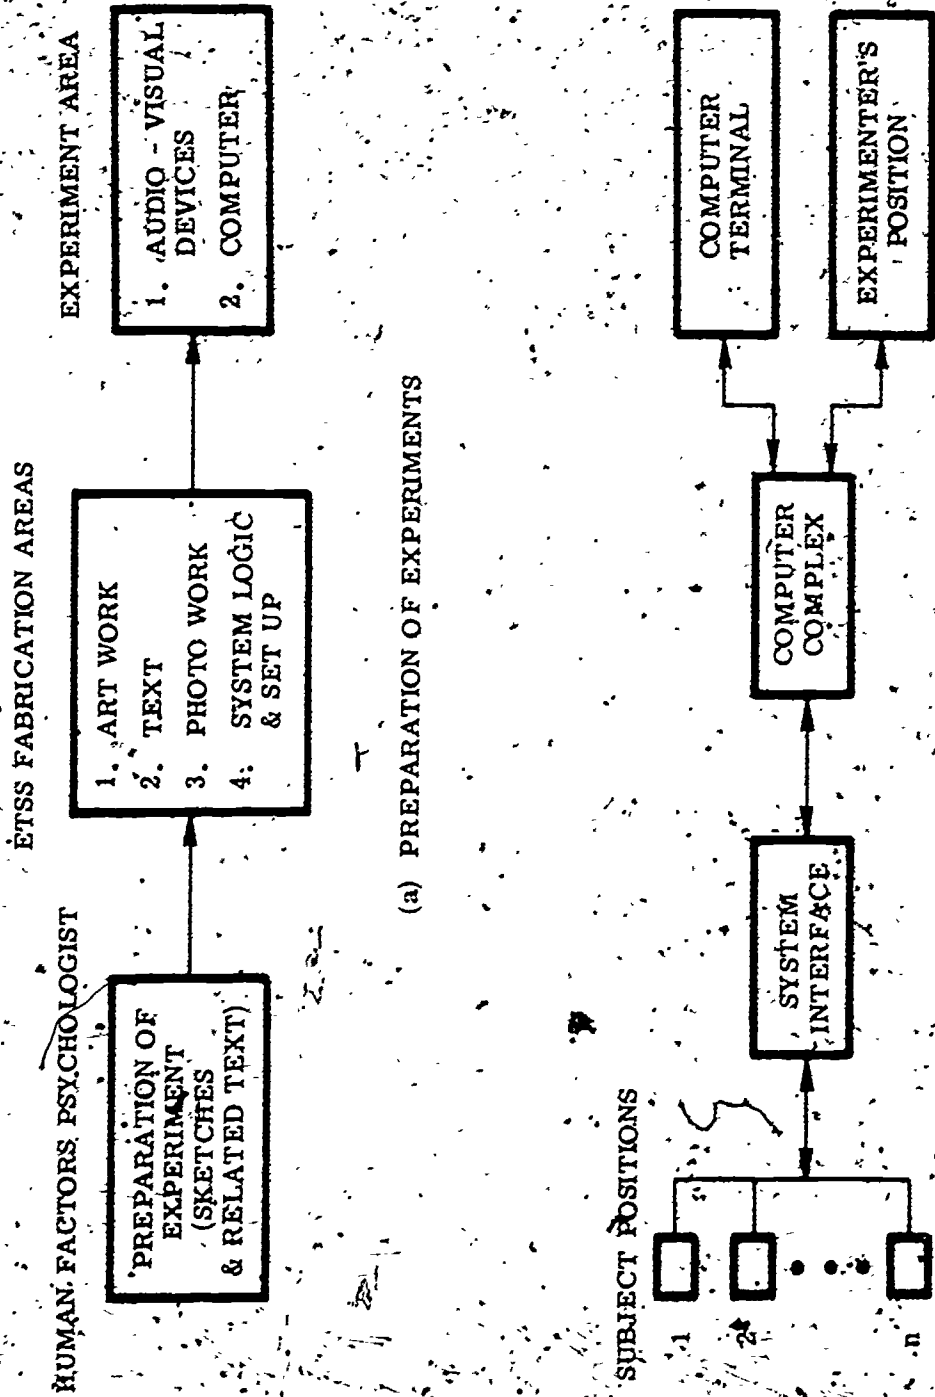 HUMAN FACTORS PSYCHOLOGIST
PREPARATION OF
EXPERIMENT
(SKETCHES
& RELATED TEXT)
ETSS FABRICATION AREAS
1. ART WORK
2. TEXT
3. PHOTO WORK
4. SYSTEM LOGIC
& SET UP
EXPERIMENT AREA
1. AUDIO - VISUAL
DEVICES
2. COMPUTER
(a) PREPARATION OF EXPERIMENTS
SUBJECT POSITIONS
1
2
n
SYSTEM
INTERFACE
COMPUTER
COMPLEX
COMPUTER
TERMINAL
EXPERIMENTER'S
POSITION